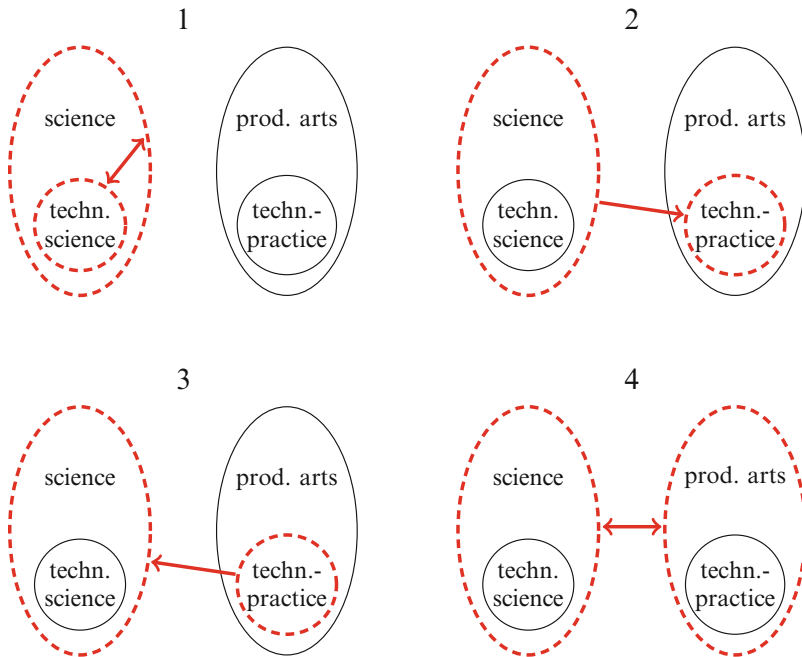 1
science
techn.
science
prod. arts
techn.-
practice
2
science
techn.
science
prod. arts
techn.-
practice
3
science
techn.
science
prod. arts
techn.-
practice
4
science
techn.
science
prod. arts
techn.-
practice